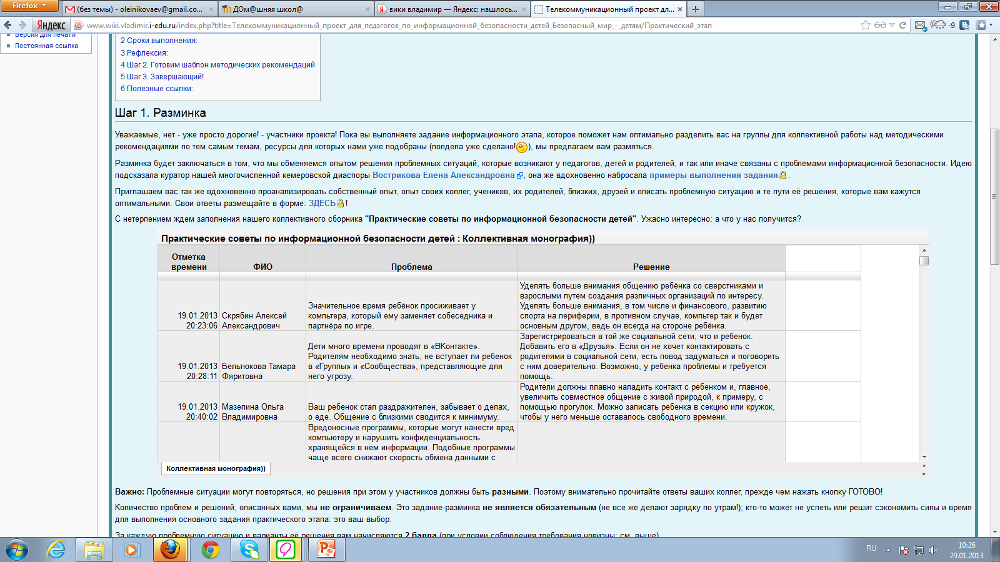 Firefox
(без темы) - oleinikovaev@gmail.co...
ДОм@шняя школ@
вики владимир — Яндекс: нашлось...
Телекоммуникационный проект дл...
Яндекс
www.wiki.vladimir.i-edu.ru/index.php?title=Телекоммуникационный_проект_для_педагогов_по_информационной_безопасности_детей_Безопасный_мир_-_детям/Практический_этап
-9
Версия для печати
Постоянная ссылка
2 Сроки выполнения:
3 Рефлексия:
4 Шаг 2. Готовим шаблон методических рекомендаций
5 Шаг 3. Завершающий!
6 Полезные ссылки:
Шаг 1. Разминка
Уважаемые, нет - уже просто дорогие! - участники проекта! Пока вы выполняете задание информационного этапа, которое поможет нам оптимально разделить вас на группы для коллективной работы над методическими
рекомендациями по тем самым темам, ресурсы для которых нами уже подобраны (полдела уже сделано!), мы предлагаем вам размяться.
Разминка будет заключаться в том, что мы обменяемся опытом решения проблемных ситуаций, которые возникают у педагогов, детей и родителей, и так или иначе связаны с проблемами информационной безопасности. Идею
подсказала куратор нашей многочисленной кемеровской диаспоры Вострикова Елена Александровна, она же вдохновенно набросала примеры выполнения задания.
Приглашаем вас так же вдохновенно проанализировать собственный опыт, опыт своих коллег, учеников, их родителей, близких, друзей и описать проблемную ситуацию и те пути её решения, которые вам кажутся
оптимальными. Свои ответы размещайте в форме: ЗДЕСЬ!
С нетерпением ждем заполнения нашего коллективного сборника "Практические советы по информационной безопасности детей". Ужасно интересно: а что у нас получится?
Практические советы по информационной безопасности детей : Коллективная монография))
Отметка
времени
ФИО
Проблема
Решение
19.01.2013
20:23:06
Скрябин Алексей
Александрович
Значительное время ребёнок просиживает у
компьтера, который ему заменяет собеседника и
партнёра по игре.
Уделять больше внимания общению ребёнка со сверстниками и
взрослыми путем создания различных организаций по интересу.
Уделять больше внимания, в том числе и финансового, развитию
спорта на периферии, в противном случае, компьтер так и будет
основным другом, ведь он всегда на стороне ребёнка.
19.01.2013
20:28:11
Бельтюкова Тамара
Фяритовна
Дети много времени проводят в «ВКонтакте».
Родителям необходимо знать, не вступает ли ребенок
в «Группы» и «Сообщества», представляющие для
него угрозу.
Зарегистрироваться в той же социальной сети, что и ребенок.
Добавить его в «Друзья». Если он не хочет контактировать с
родителями в социальной сети, есть повод задуматься и поговорить
с ним доверительно. Возможно, у ребенка проблемы и требуется
помощь.
19.01.2013
20:40:02
Мазепина Ольга
Владимировна
Ваш ребенок стал раздражителен, забывает о делах,
о еде. Общение с близкими сводится к минимуму.
Родители должны плавно наладить контакт с ребенком и, главное,
увеличить совместное общение с живой природой, к примеру, с
помощью прогулок. Можно записать ребенка в секцию или кружок,
чтобы у него меньше оставалось свободного времени.
Вредоносные программы, которые могут нанести вред
компьютеру и нарушить конфиденциальность
хранящейся в нем информации. Подобные программы
чаще всего снижают скорость обмена данными с
Коллективная монография))
Важно: Проблемные ситуации могут повторяться, но решения при этом у участников должны быть разными. Поэтому внимательно прочитайте ответы ваших коллег, прежде чем нажать кнопку ГОТОВО!
Количество проблем и решений, описанных вами, мы не ограничиваем. Это задание-разминка не является обязательным (не все же делают зарядку по утрам!); кто-то может не успеть или решит сэкономить силы и время
для выполнения основного задания практического этапа: это ваш выбор.
За каждую проблемную ситуацию и варианты её решения вам начисляются 2 балла (при условии соблюдения требования новизны: см. выше)
RU
10:26
29.01.2013